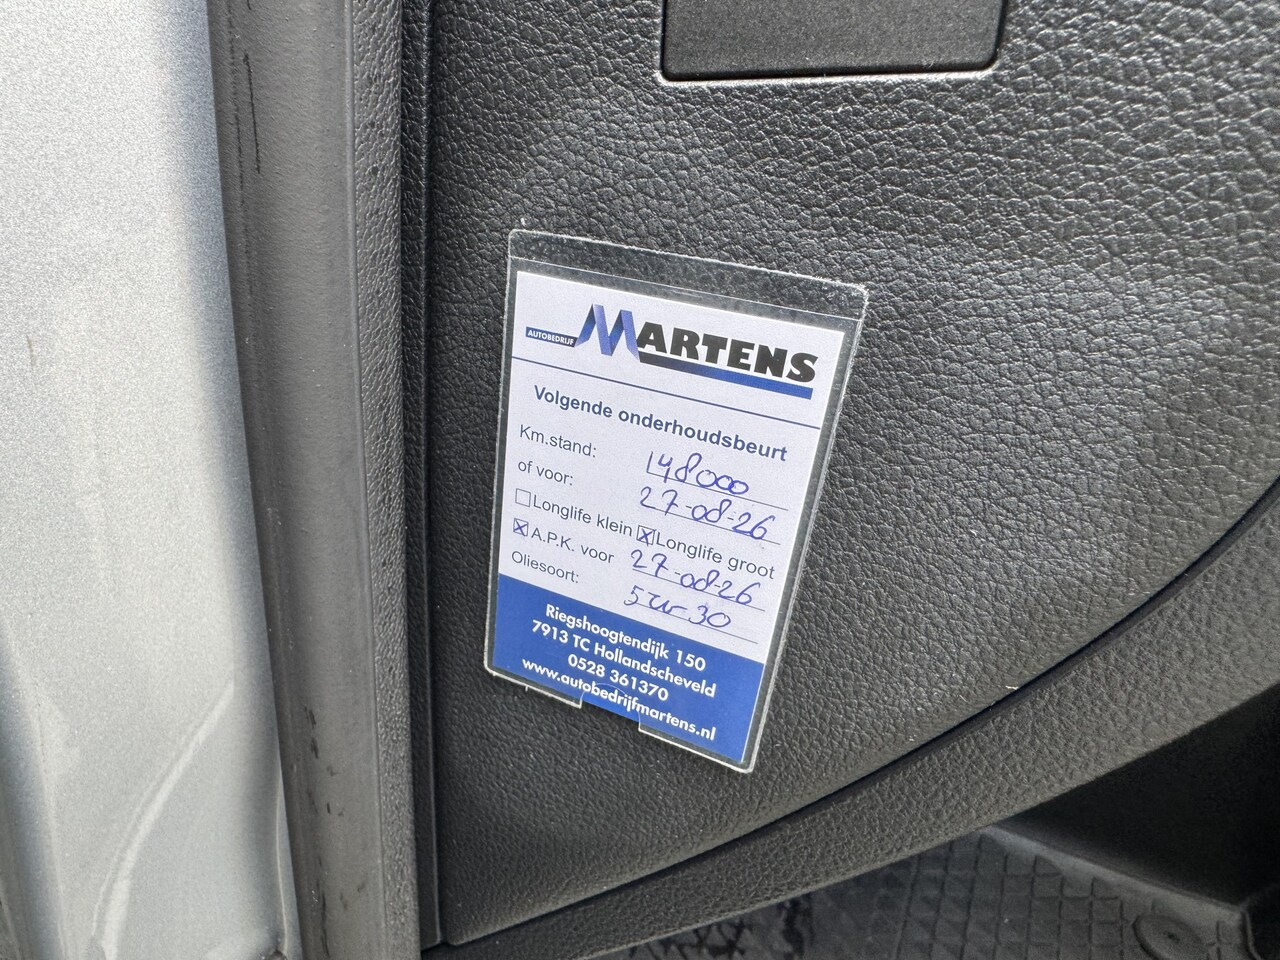 AUTOBEDRIJF MARTENS
Volgende onderhoudsbeurt
Km.stand: 148000
of voor: 27-08-26
Longlife klein Longlife groot
A.P.K. voor 27-08-26
Oliesoort: 5w-30
Riegshoogtendijk 150
7913 TC Hollandscheveld
0528 361370
www.autobedrijfmartens.nl